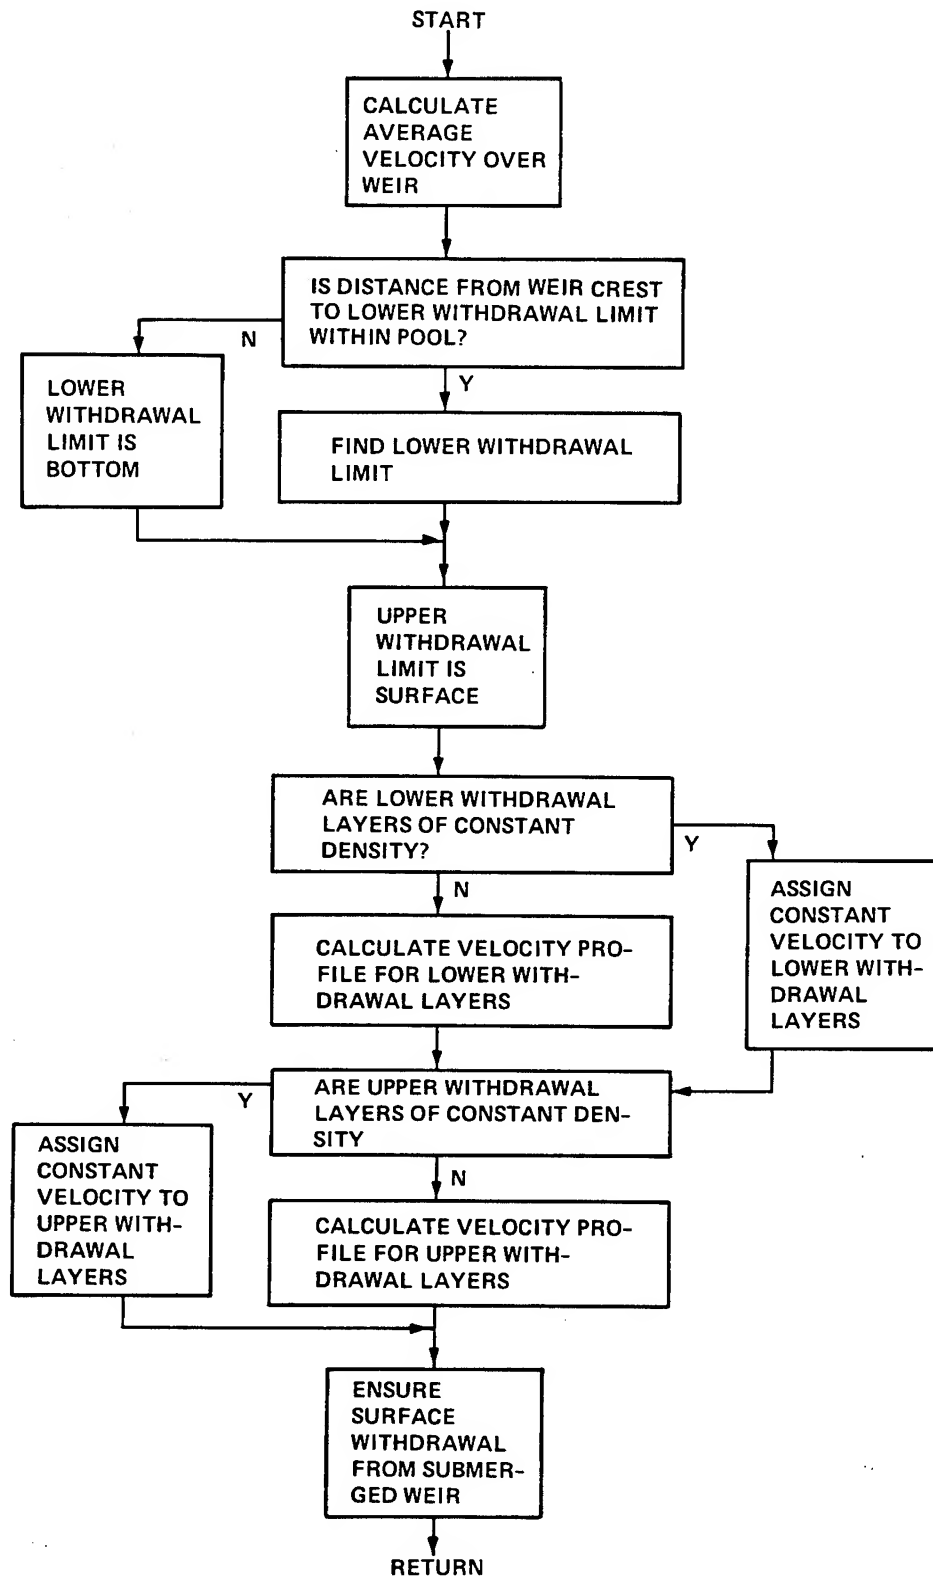 START
CALCULATE
AVERAGE
VELOCITY OVER
WEIR
IS DISTANCE FROM WEIR CREST
TO LOWER WITHDRAWAL LIMIT
WITHIN POOL?
N
Y
LOWER
WITHDRAWAL
LIMIT IS
BOTTOM
FIND LOWER WITHDRAWAL
LIMIT
UPPER
WITHDRAWAL
LIMIT IS
SURFACE
ARE LOWER WITHDRAWAL
LAYERS OF CONSTANT
DENSITY?
Y
N
ASSIGN
CONSTANT
VELOCITY TO
LOWER WITH-
DRAWAL
LAYERS
CALCULATE VELOCITY PRO-
FILE FOR LOWER WITH-
DRAWAL LAYERS
ARE UPPER WITHDRAWAL
LAYERS OF CONSTANT DEN-
SITY
Y
N
ASSIGN
CONSTANT
VELOCITY TO
UPPER WITH-
DRAWAL
LAYERS
CALCULATE VELOCITY PRO-
FILE FOR UPPER WITH-
DRAWAL LAYERS
ENSURE
SURFACE
WITHDRAWAL
FROM SUBMER-
GED WEIR
RETURN